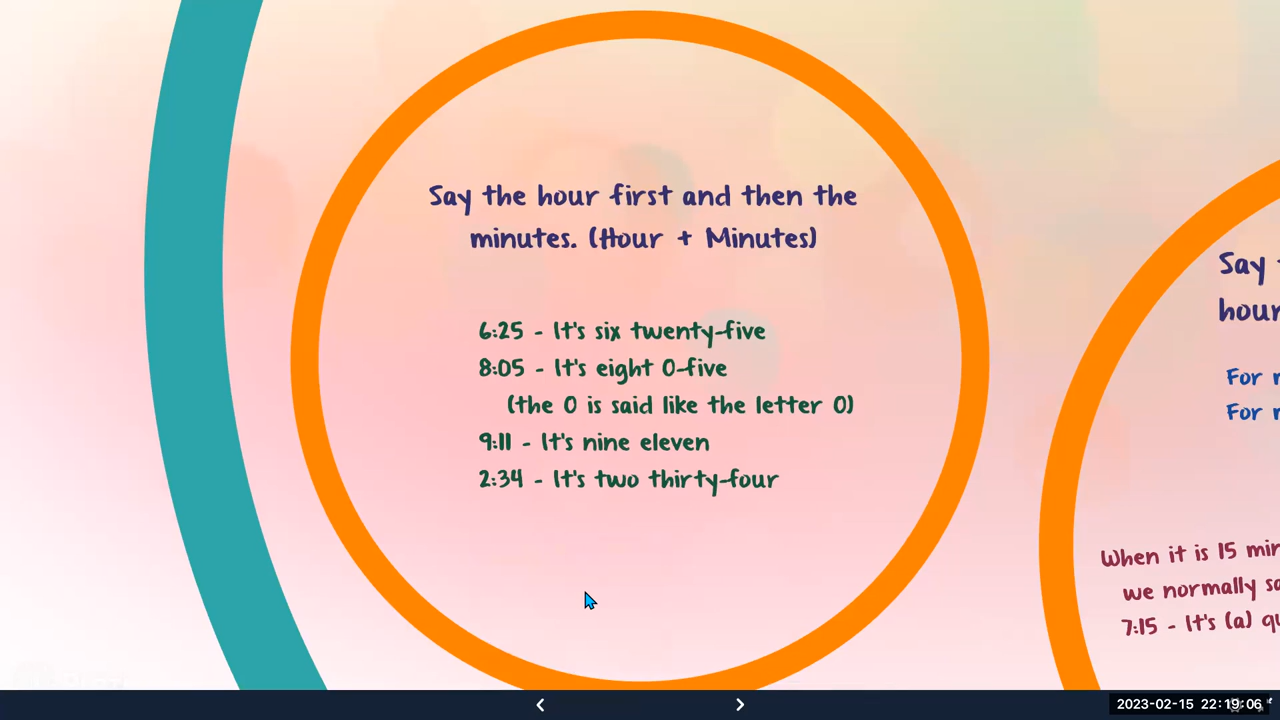 Say the hour first and then the
minutes. (Hour + Minutes)
6:25 - It's six twenty-five
8:05 - It's eight O-five
(the O is said like the letter O)
9:11 - It's nine eleven
2:34 - It's two thirty-four
Say
hour
For
For
When it is 15
we normally
7:15 - It's (a)
2023-02-15 22:19:06